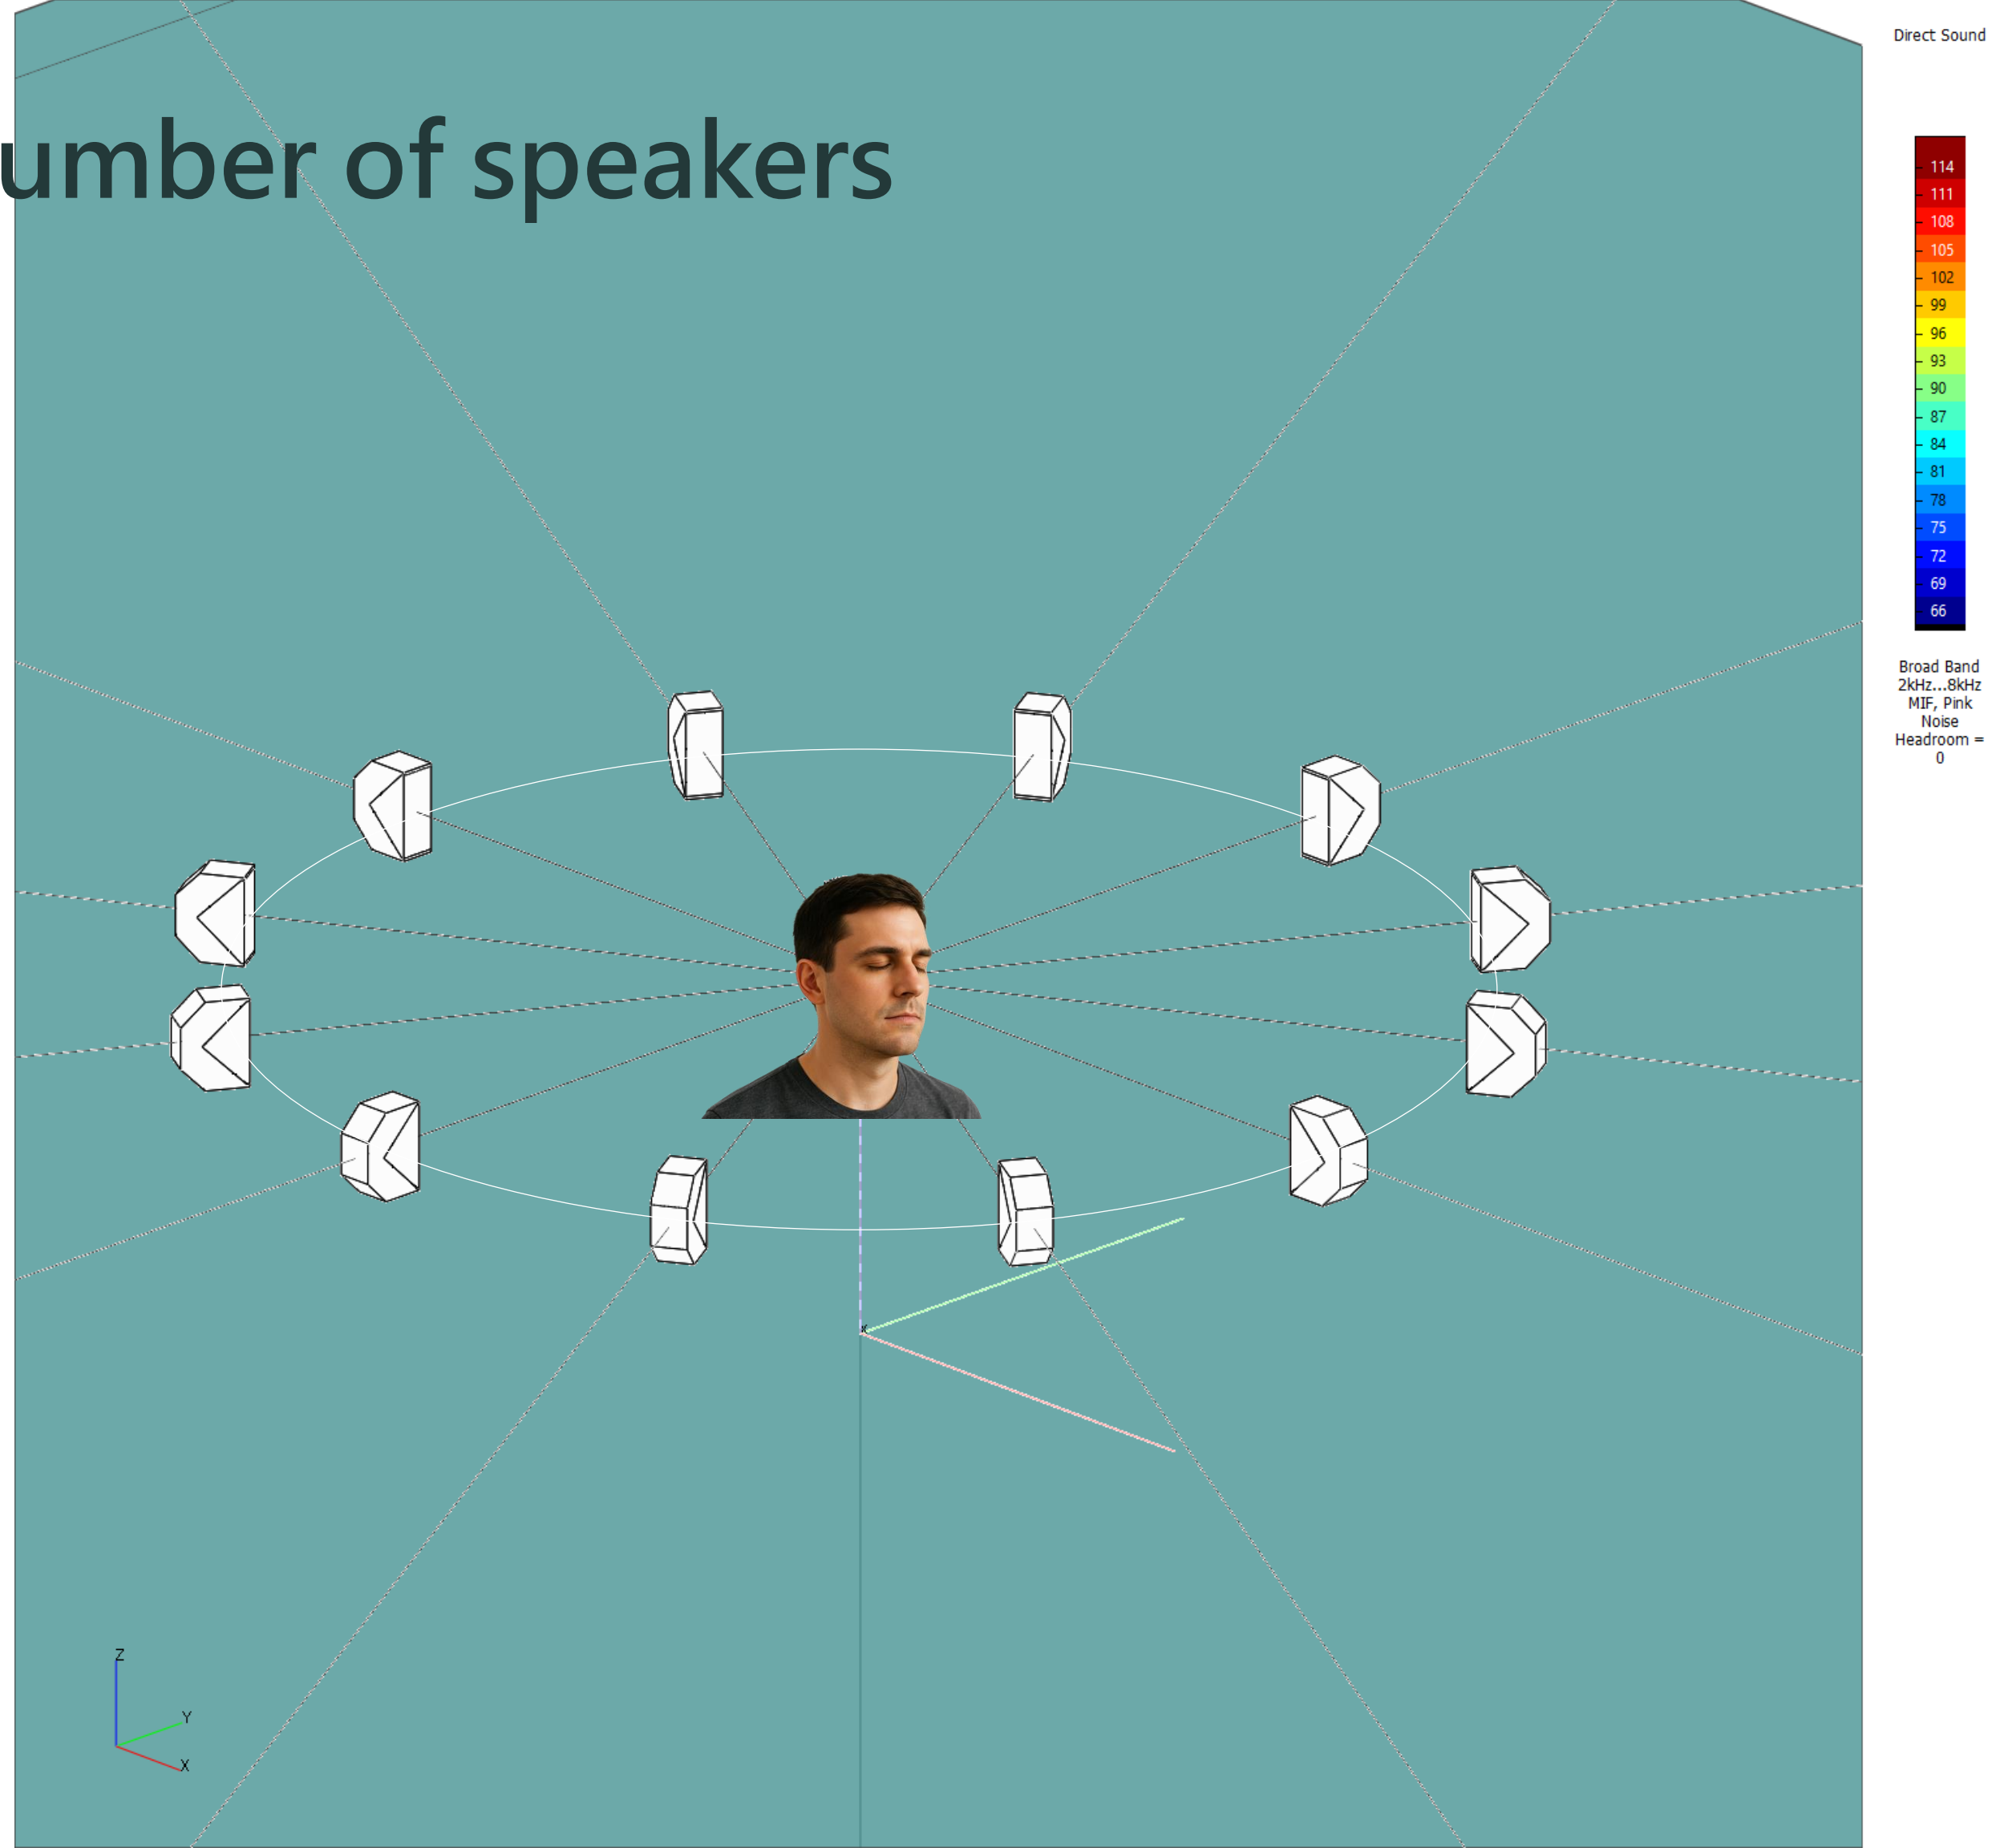 Direct Sound
umber of speakers
114
111
108
105
102
99
96
93
90
87
84
81
78
75
72
69
66
Broad Band
2kHz...8kHz
MIF, Pink
Noise
Headroom =
0
Z
Y
X